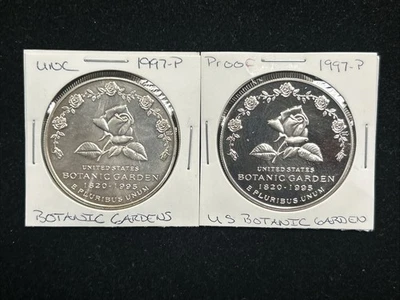 UNC 1997-P
UNITED STATES
BOTANIC GARDEN
1820-1995
E PLURIBUS UNUM
BOTANIC GARDENS
PROOF 1997-P
UNITED STATES
BOTANIC GARDEN
1820-1995
E PLURIBUS UNUM
US BOTANIC GARDEN